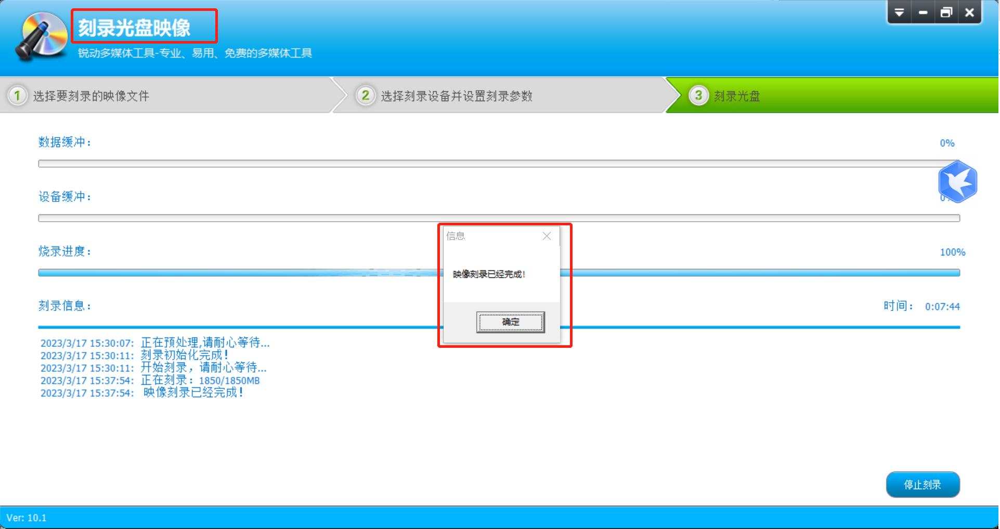 刻录光盘映像
锐动多媒体工具-专业、易用、免费的多媒体工具
1 选择要刻录的映像文件
2 选择刻录设备并设置刻录参数
3 刻录光盘
数据缓冲： 0%
设备缓冲：
烧录进度： 100%
信息
映像刻录已经完成!
确定
刻录信息： 时间： 0:07:44
2023/3/17 15:30:07: 正在预处理,请耐心等待...
2023/3/17 15:30:11: 刻录初始化完成！
2023/3/17 15:30:11: 开始刻录，请耐心等待...
2023/3/17 15:37:54: 正在刻录：1850/1850MB
2023/3/17 15:37:54: 映像刻录已经完成！
停止刻录
Ver: 10.1